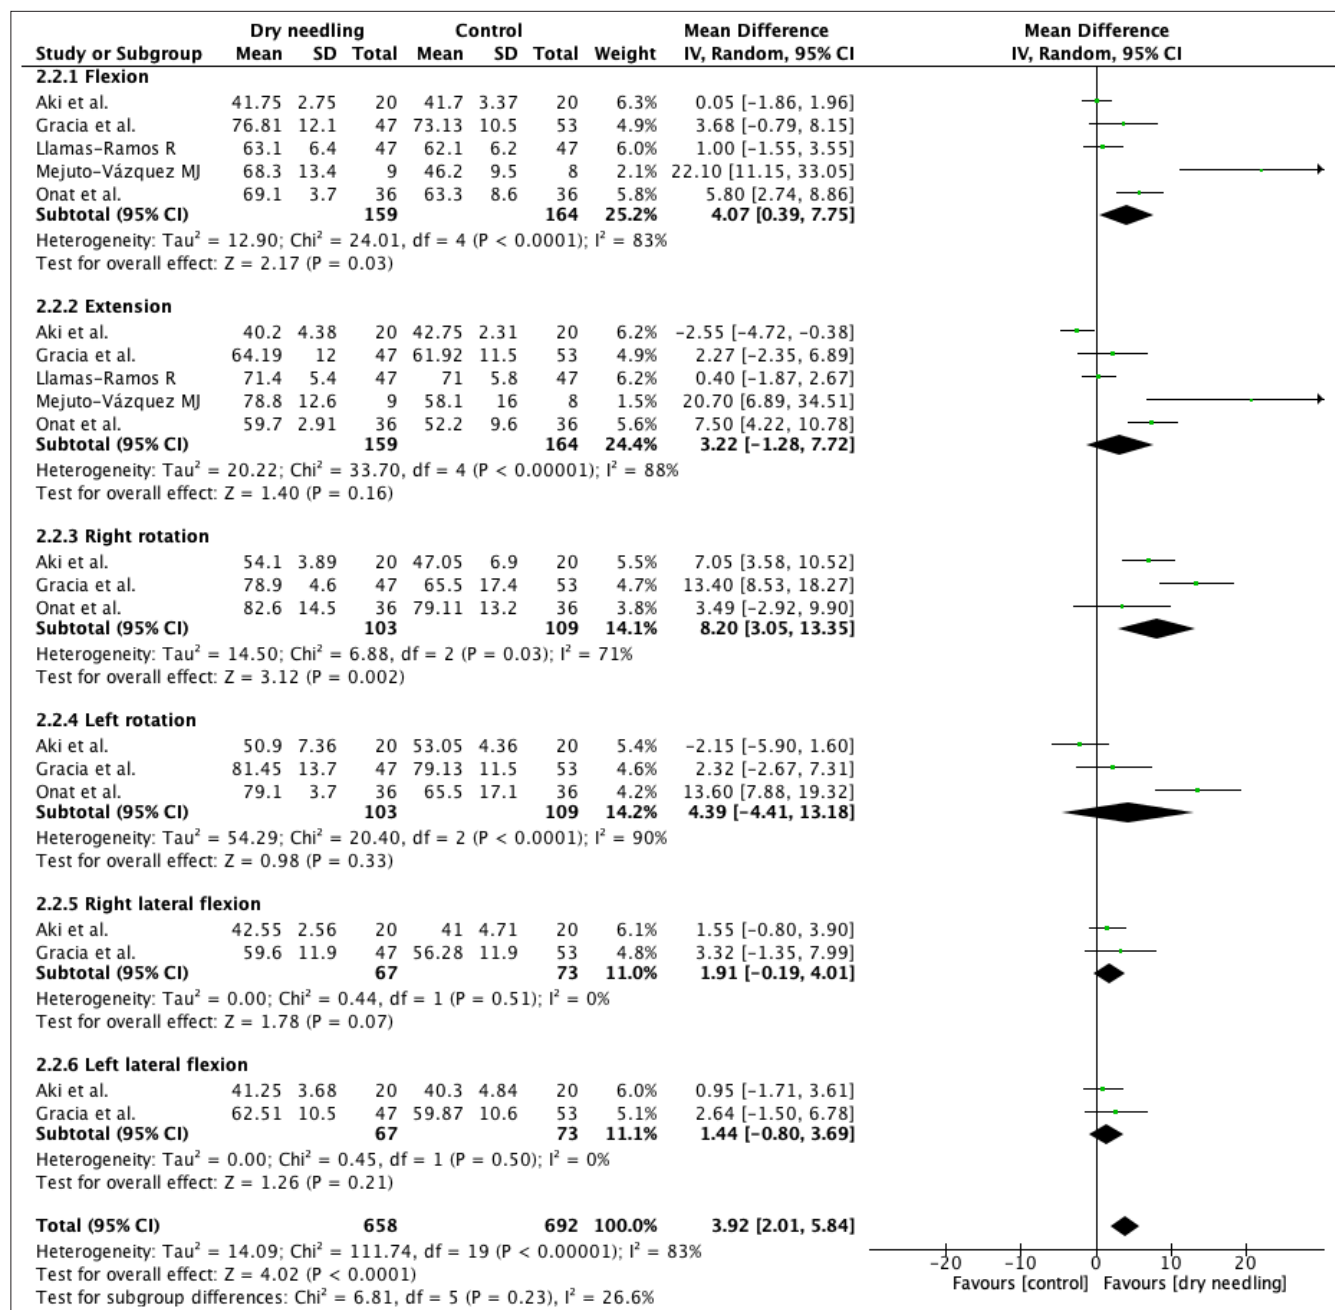 Dry needling Control Mean Difference Mean Difference
Study or Subgroup Mean SD Total Mean SD Total Weight IV, Random, 95% CI IV, Random, 95% CI
2.2.1 Flexion
Aki et al. 41.75 2.75 20 41.7 3.37 20 6.3% 0.05 [−1.86, 1.96]
Gracia et al. 76.81 12.1 47 73.13 10.5 53 4.9% 3.68 [−0.79, 8.15]
Llamas-Ramos R 63.1 6.4 47 62.1 6.2 47 6.0% 1.00 [−1.55, 3.55]
Mejuto-Vázquez MJ 68.3 13.4 9 46.2 9.5 8 2.1% 22.10 [11.15, 33.05]
Onat et al. 69.1 3.7 36 63.3 8.6 36 5.8% 5.80 [2.74, 8.86]
Subtotal (95% CI) 159 164 25.2% 4.07 [0.39, 7.75]
Heterogeneity: Tau² = 12.90; Chi² = 24.01, df = 4 (P < 0.0001); I² = 83%
Test for overall effect: Z = 2.17 (P = 0.03)
2.2.2 Extension
Aki et al. 40.2 4.38 20 42.75 2.31 20 6.2% −2.55 [−4.72, −0.38]
Gracia et al. 64.19 12 47 61.92 11.5 53 4.9% 2.27 [−2.35, 6.89]
Llamas-Ramos R 71.4 5.4 47 71 5.8 47 6.2% 0.40 [−1.87, 2.67]
Mejuto-Vázquez MJ 78.8 12.6 9 58.1 16 8 1.5% 20.70 [6.89, 34.51]
Onat et al. 59.7 2.91 36 52.2 9.6 36 5.6% 7.50 [4.22, 10.78]
Subtotal (95% CI) 159 164 24.4% 3.22 [−1.28, 7.72]
Heterogeneity: Tau² = 20.22; Chi² = 33.70, df = 4 (P < 0.00001); I² = 88%
Test for overall effect: Z = 1.40 (P = 0.16)
2.2.3 Right rotation
Aki et al. 54.1 3.89 20 47.05 6.9 20 5.5% 7.05 [3.58, 10.52]
Gracia et al. 78.9 4.6 47 65.5 17.4 53 4.7% 13.40 [8.53, 18.27]
Onat et al. 82.6 14.5 36 79.11 13.2 36 3.8% 3.49 [−2.92, 9.90]
Subtotal (95% CI) 103 109 14.1% 8.20 [3.05, 13.35]
Heterogeneity: Tau² = 14.50; Chi² = 6.88, df = 2 (P = 0.03); I² = 71%
Test for overall effect: Z = 3.12 (P = 0.002)
2.2.4 Left rotation
Aki et al. 50.9 7.36 20 53.05 4.36 20 5.4% −2.15 [−5.90, 1.60]
Gracia et al. 81.45 13.7 47 79.13 11.5 53 4.6% 2.32 [−2.67, 7.31]
Onat et al. 79.1 3.7 36 65.5 17.1 36 4.2% 13.60 [7.88, 19.32]
Subtotal (95% CI) 103 109 14.2% 4.39 [−4.41, 13.18]
Heterogeneity: Tau² = 54.29; Chi² = 20.40, df = 2 (P < 0.0001); I² = 90%
Test for overall effect: Z = 0.98 (P = 0.33)
2.2.5 Right lateral flexion
Aki et al. 42.55 2.56 20 41 4.71 20 6.1% 1.55 [−0.80, 3.90]
Gracia et al. 59.6 11.9 47 56.28 11.9 53 4.8% 3.32 [−1.35, 7.99]
Subtotal (95% CI) 67 73 11.0% 1.91 [−0.19, 4.01]
Heterogeneity: Tau² = 0.00; Chi² = 0.44, df = 1 (P = 0.51); I² = 0%
Test for overall effect: Z = 1.78 (P = 0.07)
2.2.6 Left lateral flexion
Aki et al. 41.25 3.68 20 40.3 4.84 20 6.0% 0.95 [−1.71, 3.61]
Gracia et al. 62.51 10.5 47 59.87 10.6 53 5.1% 2.64 [−1.50, 6.78]
Subtotal (95% CI) 67 73 11.1% 1.44 [−0.80, 3.69]
Heterogeneity: Tau² = 0.00; Chi² = 0.45, df = 1 (P = 0.50); I² = 0%
Test for overall effect: Z = 1.26 (P = 0.21)
Total (95% CI) 658 692 100.0% 3.92 [2.01, 5.84]
Heterogeneity: Tau² = 14.09; Chi² = 111.74, df = 19 (P < 0.00001); I² = 83%
Test for overall effect: Z = 4.02 (P < 0.0001)
Test for subgroup differences: Chi² = 6.81, df = 5 (P = 0.23), I² = 26.6%
−20 −10 0 10 20
Favours [control] Favours [dry needling]